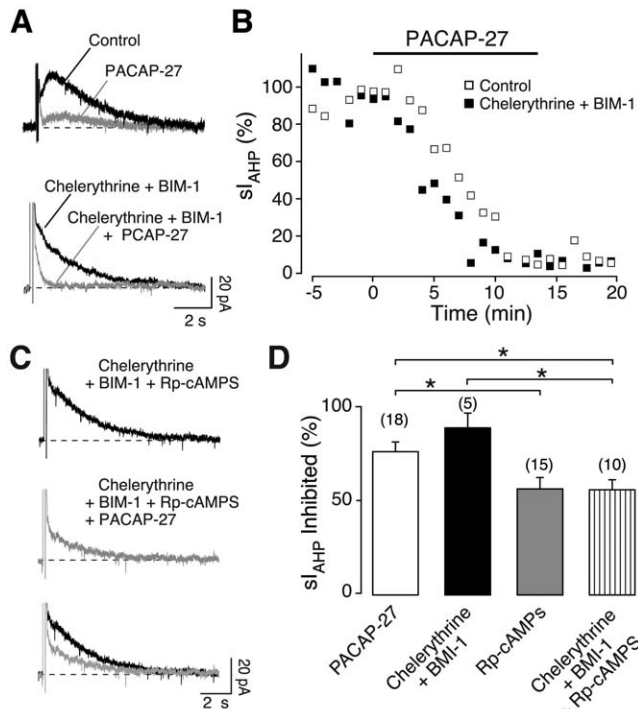 A
Control
PACAP-27
Chelerythrine + BIM-1
Chelerythrine + BIM-1
+ PCAP-27
20 pA
2 s
B
PACAP-27
Control
Chelerythrine + BIM-1
sIAHP (%)
100
80
60
40
20
0
-5
0
5
10
15
20
Time (min)
C
Chelerythrine
+ BIM-1 + Rp-cAMPS
Chelerythrine
+ BIM-1 + Rp-cAMPS
+ PACAP-27
20 pA
2 s
D
*
*
*
(18)
(5)
(15)
(10)
sIAHP Inhibited (%)
100
50
0
PACAP-27
Chelerythrine
+ BMI-1
Rp-cAMPs
Chelerythrine
+ BMI-1
Rp-cAMPS